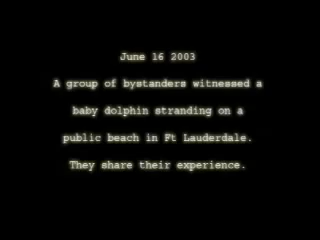 June 16 2003
A group of bystanders witnessed a
baby dolphin stranding on a
public beach in Ft Lauderdale.
They share their experience.